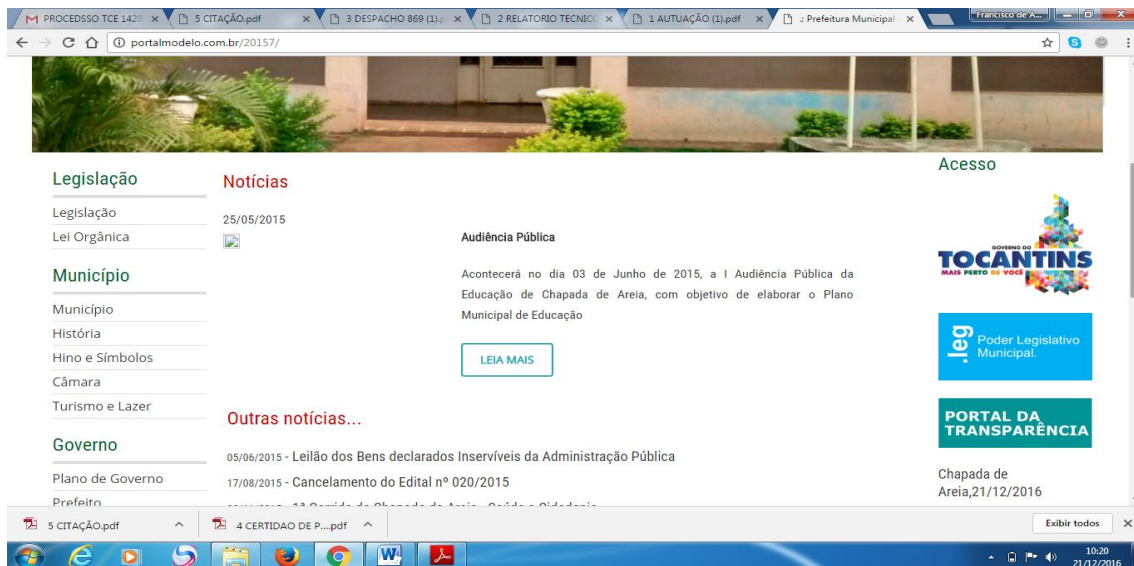 PROCEDSSO TCE 1428
5 CITAÇÃO.pdf
3 DESPACHO 869 (1).p
2 RELATORIO TECNICO
1 AUTUAÇÃO (1).pdf
.: Prefeitura Municipal
Francisco de A...
portalmodelo.com.br/20157/
Legislação
Legislação
Lei Orgânica
Município
Município
História
Hino e Símbolos
Câmara
Turismo e Lazer
Governo
Plano de Governo
Prefeito
Notícias
25/05/2015
Audiência Pública
Acontecerá no dia 03 de Junho de 2015, a I Audiência Pública da
Educação de Chapada de Areia, com objetivo de elaborar o Plano
Municipal de Educação
LEIA MAIS
Outras notícias...
05/06/2015 - Leilão dos Bens declarados Inservíveis da Administração Pública
17/08/2015 - Cancelamento do Edital nº 020/2015
Acesso
GOVERNO DO
TOCANTINS
MAIS PERTO DE VOCÊ
.leg
Poder Legislativo
Municipal.
PORTAL DA
TRANSPARÊNCIA
Chapada de
Areia,21/12/2016
5 CITAÇÃO.pdf
4 CERTIDAO DE P....pdf
Exibir todos
10:20
21/12/2016